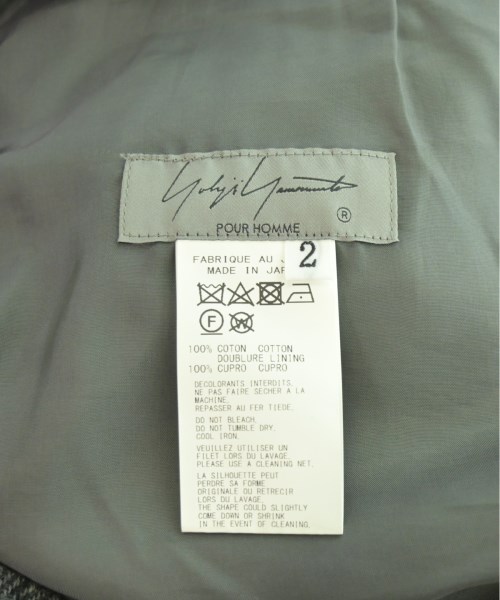 Yohji Yamamoto
®
POUR HOMME
2
FABRIQUE AU
MADE IN JAP
F
W
100% COTON COTTON
DOUBLURE LINING
100% CUPRO CUPRO
DECOLORANTS INTERDITS.
NE PAS FAIRE SECHER A LA
MACHINE.
REPASSER AU FER TIEDE.
DO NOT BLEACH.
DO NOT TUMBLE DRY.
COOL IRON.
VEUILLEZ UTILISER UN
FILET LORS DU LAVAGE.
PLEASE USE A CLEANING NET.
LA SILHOUETTE PEUT
PERDRE SA FORME
ORIGINALE OU RETRECIR
LORS DU LAVAGE.
THE SHAPE COULD SLIGHTLY
COME DOWN OR SHRINK
IN THE EVENT OF CLEANING.